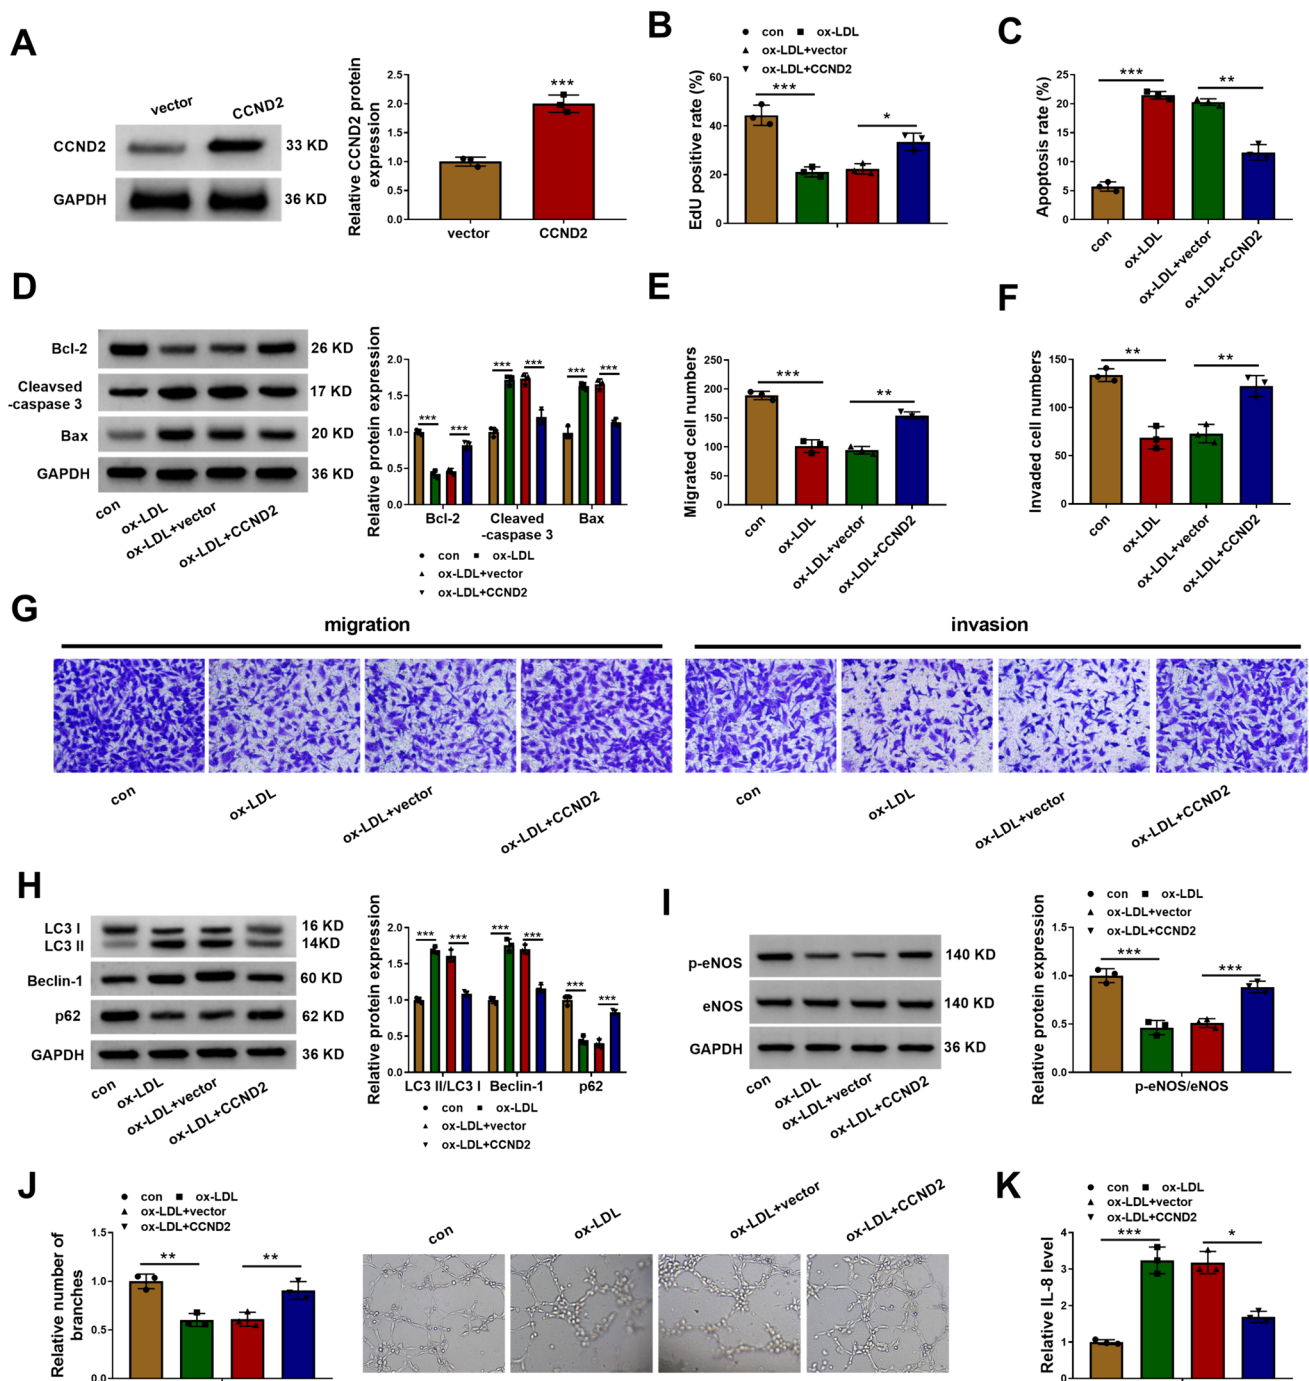 A
vector
CCND2
CCND2
33 KD
GAPDH
36 KD
Relative CCND2 protein
expression
2.5
2.0
1.5
1.0
0.5
0.0
***
vector
CCND2
B
con
ox-LDL
ox-LDL+vector
ox-LDL+CCND2
EdU positive rate (%)
60
40
20
0
***
*
C
Apoptosis rate (%)
25
20
15
10
5
0
***
**
con
ox-LDL
ox-LDL+vector
ox-LDL+CCND2
D
Bcl-2
26 KD
Cleavsed
-caspase 3
17 KD
Bax
20 KD
GAPDH
36 KD
con
ox-LDL
ox-LDL+vector
ox-LDL+CCND2
Relative protein expression
2.0
1.5
1.0
0.5
0.0
***
***
***
***
***
***
Bcl-2
Cleaved
-caspase 3
Bax
con
ox-LDL
ox-LDL+vector
ox-LDL+CCND2
E
Migrated cell numbers
250
200
150
100
50
0
***
**
con
ox-LDL
ox-LDL+vector
ox-LDL+CCND2
F
Invaded cell numbers
150
100
50
0
**
**
con
ox-LDL
ox-LDL+vector
ox-LDL+CCND2
G
migration
invasion
con
ox-LDL
ox-LDL+vector
ox-LDL+CCND2
con
ox-LDL
ox-LDL+vector
ox-LDL+CCND2
H
LC3 I
16 KD
LC3 II
14KD
Beclin-1
60 KD
p62
62 KD
GAPDH
36 KD
con
ox-LDL
ox-LDL+vector
ox-LDL+CCND2
Relative protein expression
2.0
1.5
1.0
0.5
0.0
***
***
***
***
***
***
LC3 II/LC3 I
Beclin-1
p62
con
ox-LDL
ox-LDL+vector
ox-LDL+CCND2
I
p-eNOS
140 KD
eNOS
140 KD
GAPDH
36 KD
con
ox-LDL
ox-LDL+vector
ox-LDL+CCND2
con
ox-LDL
ox-LDL+vector
ox-LDL+CCND2
Relative protein expression
1.5
1.0
0.5
0.0
***
***
p-eNOS/eNOS
J
con
ox-LDL
ox-LDL+vector
ox-LDL+CCND2
Relative number of
branches
1.5
1.0
0.5
0.0
**
**
con
ox-LDL
ox-LDL+vector
ox-LDL+CCND2
K
con
ox-LDL
ox-LDL+vector
ox-LDL+CCND2
Relative IL-8 level
4
3
2
1
0
***
*